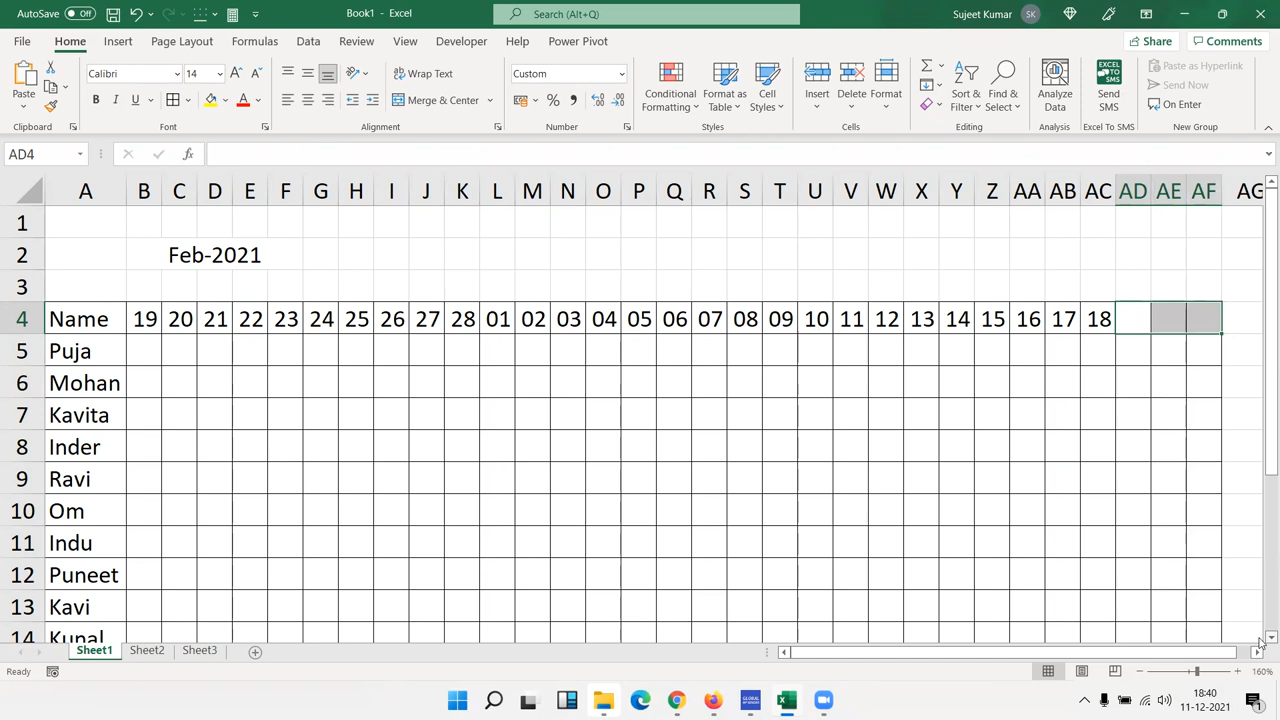 AutoSave Off Book1 - Excel Search (Alt+Q) Sujeet Kumar SK
File Home Insert Page Layout Formulas Data Review View Developer Help Power Pivot Share Comments
Paste Calibri 14 Wrap Text Custom Conditional Formatting Format as Table Cell Styles Insert Delete Format Sort & Filter Find & Select Analyze Data Send SMS Paste as Hyperlink
B I U A Merge & Center % Send Now
On Enter
Clipboard Font Alignment Number Styles Cells Editing Analysis Excel To SMS New Group
AD4 fx
A B C D E F G H I J K L M N O P Q R S T U V W X Y Z AA AB AC AD AE AF AG
1
2 Feb-2021
3
4 Name 19 20 21 22 23 24 25 26 27 28 01 02 03 04 05 06 07 08 09 10 11 12 13 14 15 16 17 18
5 Puja
6 Mohan
7 Kavita
8 Inder
9 Ravi
10 Om
11 Indu
12 Puneet
13 Kavi
14 Kunal
Sheet1 Sheet2 Sheet3
Ready 160%
18:40
11-12-2021